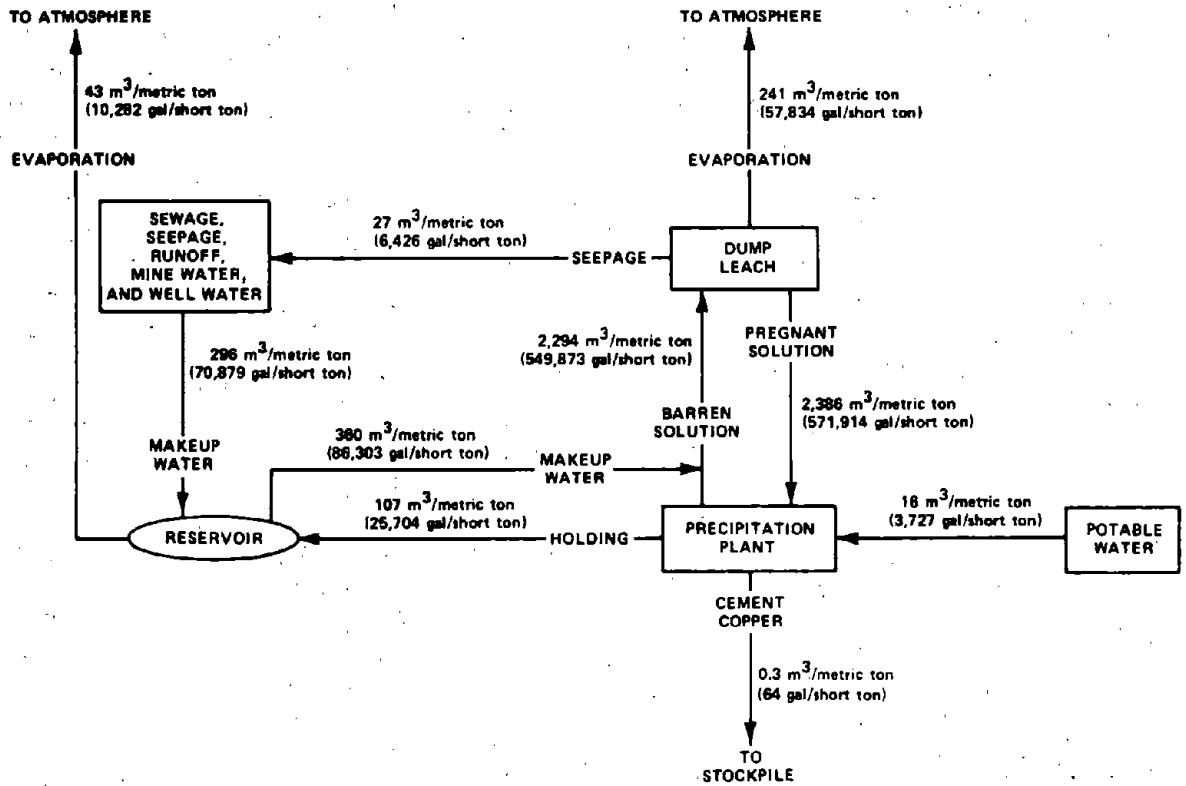 TO ATMOSPHERE
TO ATMOSPHERE
43 m3/metric ton
(10,282 gal/short ton)
241 m3/metric ton
(57,834 gal/short ton)
EVAPORATION
EVAPORATION
SEWAGE,
SEEPAGE,
RUNOFF,
MINE WATER,
AND WELL WATER
27 m3/metric ton
(6,426 gal/short ton)
SEEPAGE
DUMP
LEACH
296 m3/metric ton
(70,879 gal/short ton)
2,294 m3/metric ton
(549,873 gal/short ton)
PREGNANT
SOLUTION
BARREN
SOLUTION
2,386 m3/metric ton
(571,914 gal/short ton)
MAKEUP
WATER
360 m3/metric ton
(86,303 gal/short ton)
MAKEUP
WATER
107 m3/metric ton
(25,704 gal/short ton)
16 m3/metric ton
(3,727 gal/short ton)
RESERVOIR
HOLDING
PRECIPITATION
PLANT
POTABLE
WATER
CEMENT
COPPER
0.3 m3/metric ton
(64 gal/short ton)
TO
STOCKPILE